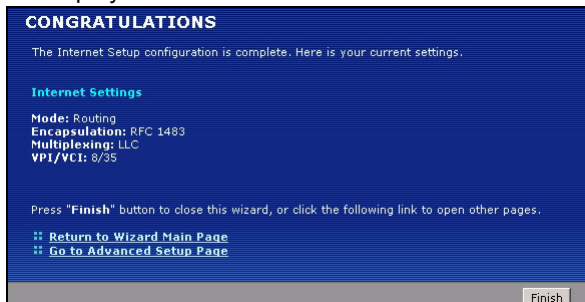 CONGRATULATIONS
The Internet Setup configuration is complete. Here is your current settings.
Internet Settings
Mode: Routing
Encapsulation: RFC 1483
Multiplexing: LLC
VPI/VCI: 8/35
Press "Finish" button to close this wizard, or click the following link to open other pages.
Return to Wizard Main Page
Go to Advanced Setup Page
Finish